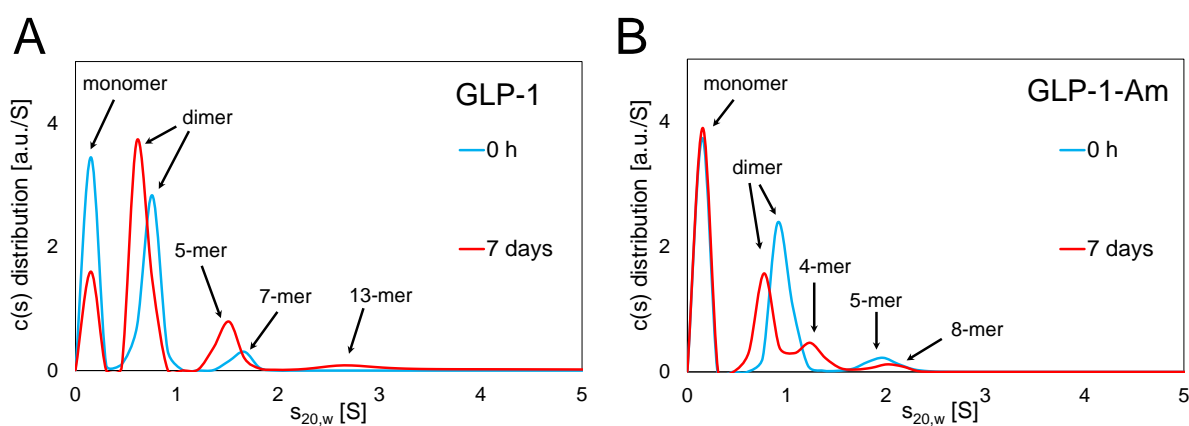 A
GLP-1
monomer
dimer
5-mer
7-mer
13-mer
0 h
7 days
c(s) distribution [a.u./S]
4
2
0
0 1 2 3 4 5
s20,w [S]
B
GLP-1-Am
monomer
dimer
4-mer
5-mer
8-mer
0 h
7 days
c(s) distribution [a.u./S]
4
2
0
0 1 2 3 4 5
s20,w [S]